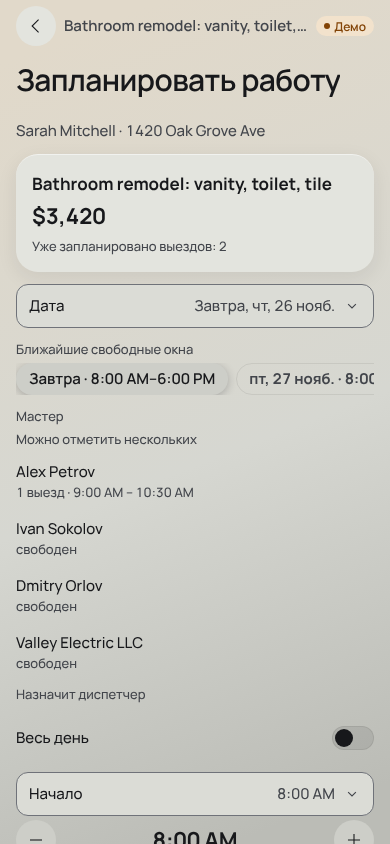 Bathroom remodel: vanity, toilet,...
Демо
Запланировать работу
Sarah Mitchell · 1420 Oak Grove Ave
Bathroom remodel: vanity, toilet, tile
$3,420
Уже запланировано выездов: 2
Дата
Завтра, чт, 26 нояб.
Ближайшие свободные окна
Завтра · 8:00 AM–6:00 PM
пт, 27 нояб. · 8:00
Мастер
Можно отметить нескольких
Alex Petrov
1 выезд · 9:00 AM – 10:30 AM
Ivan Sokolov
свободен
Dmitry Orlov
свободен
Valley Electric LLC
свободен
Назначит диспетчер
Весь день
Начало
8:00 AM
8:00 AM